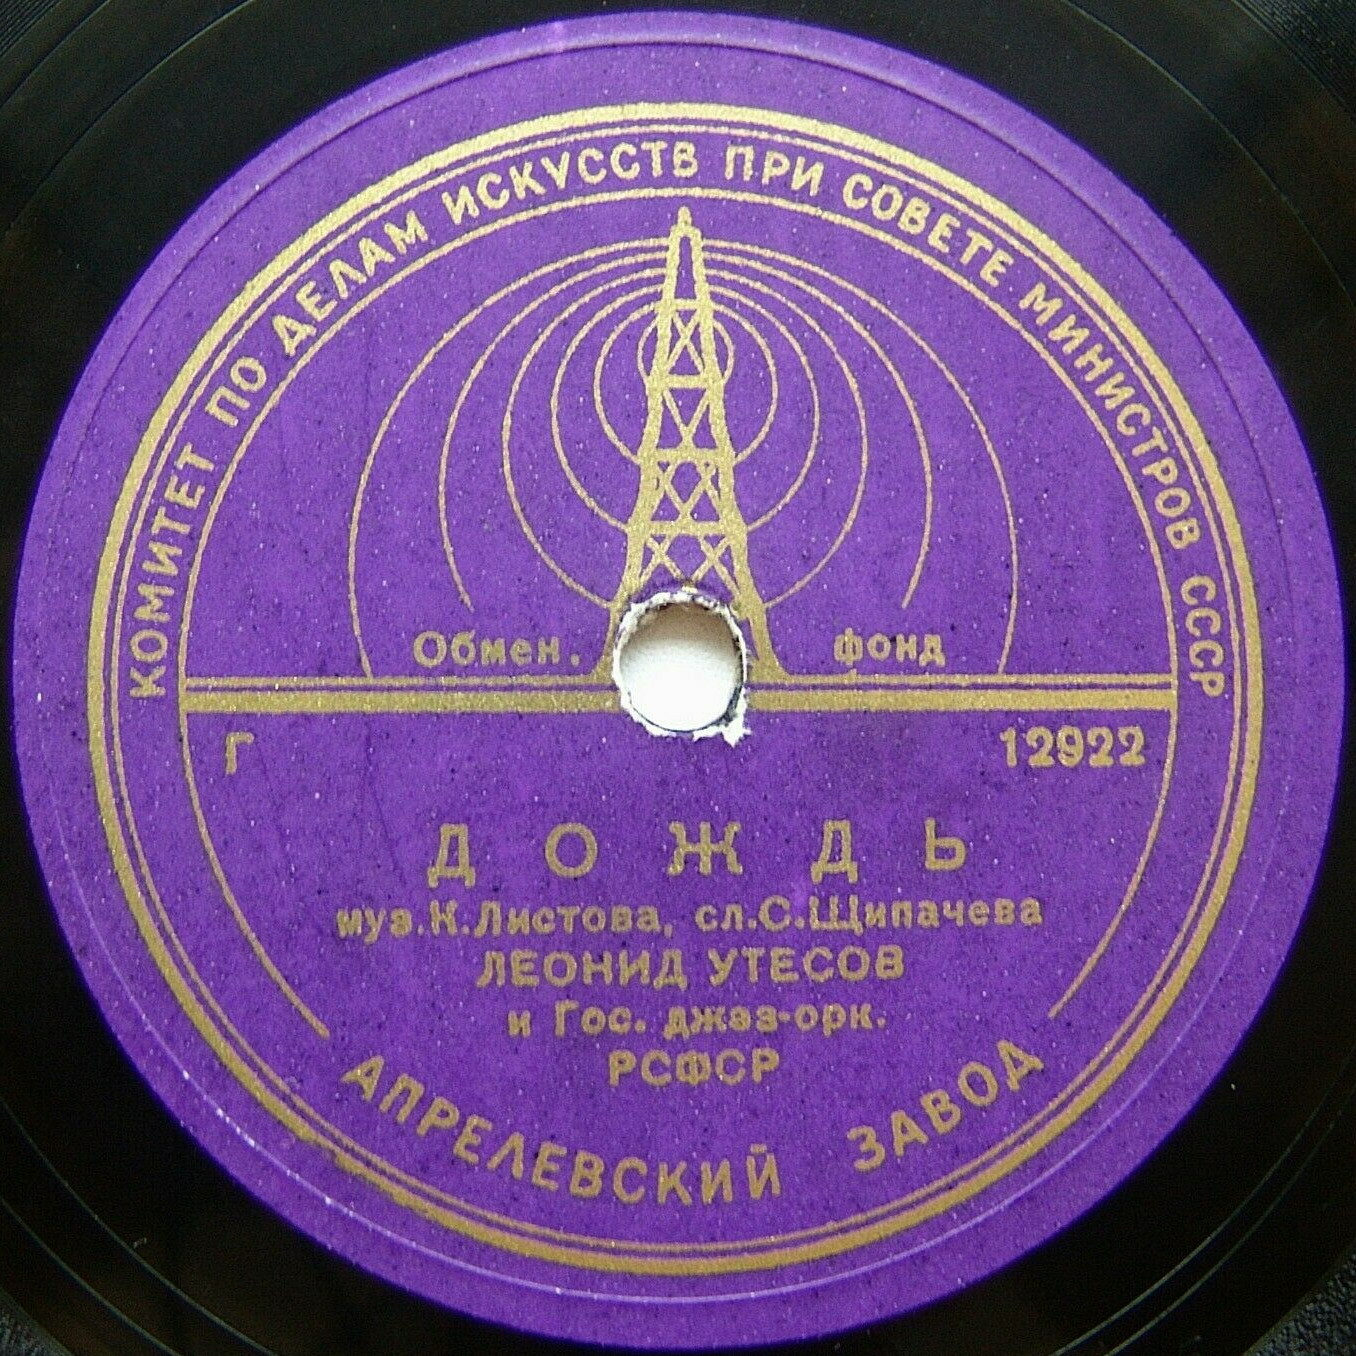 КОМИТЕТ ПО ДЕЛАМ ИСКУССТВ ПРИ СОВЕТЕ МИНИСТРОВ СССР
Обмен. фонд
Г 12922
ДОЖДЬ
муз.К.Листова, сл.С.Щипачева
ЛЕОНИД УТЕСОВ
и Гос. джаз-орк.
РСФСР
АПРЕЛЕВСКИЙ ЗАВОД